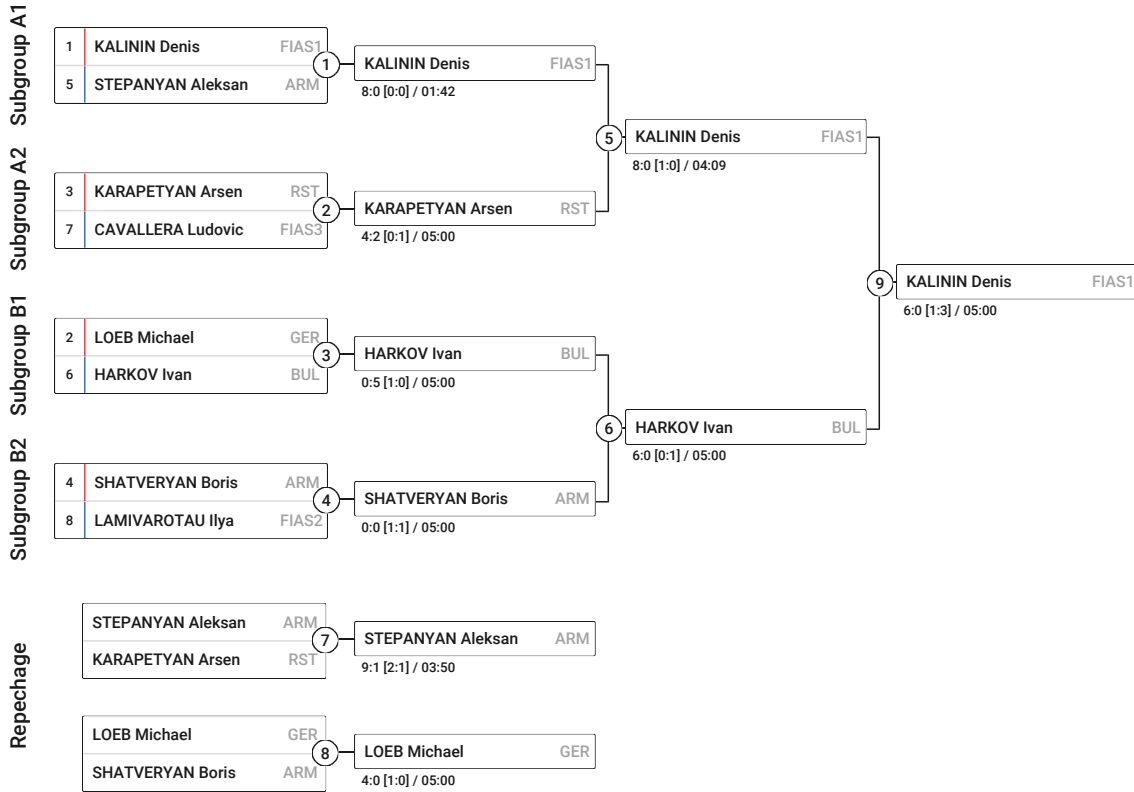 Subgroup A1
1 KALININ Denis FIAS1
5 STEPANYAN Aleksan ARM
1
KALININ Denis FIAS1
8:0 [0:0] / 01:42
Subgroup A2
3 KARAPETYAN Arsen RST
7 CAVALLERA Ludovic FIAS3
2
KARAPETYAN Arsen RST
4:2 [0:1] / 05:00
5
KALININ Denis FIAS1
8:0 [1:0] / 04:09
Subgroup B1
2 LOEB Michael GER
6 HARKOV Ivan BUL
3
HARKOV Ivan BUL
0:5 [1:0] / 05:00
Subgroup B2
4 SHATVERYAN Boris ARM
8 LAMIVAROTAU Ilya FIAS2
4
SHATVERYAN Boris ARM
0:0 [1:1] / 05:00
6
HARKOV Ivan BUL
6:0 [0:1] / 05:00
9
KALININ Denis FIAS1
6:0 [1:3] / 05:00
Repechage
STEPANYAN Aleksan ARM
KARAPETYAN Arsen RST
7
STEPANYAN Aleksan ARM
9:1 [2:1] / 03:50
LOEB Michael GER
SHATVERYAN Boris ARM
8
LOEB Michael GER
4:0 [1:0] / 05:00